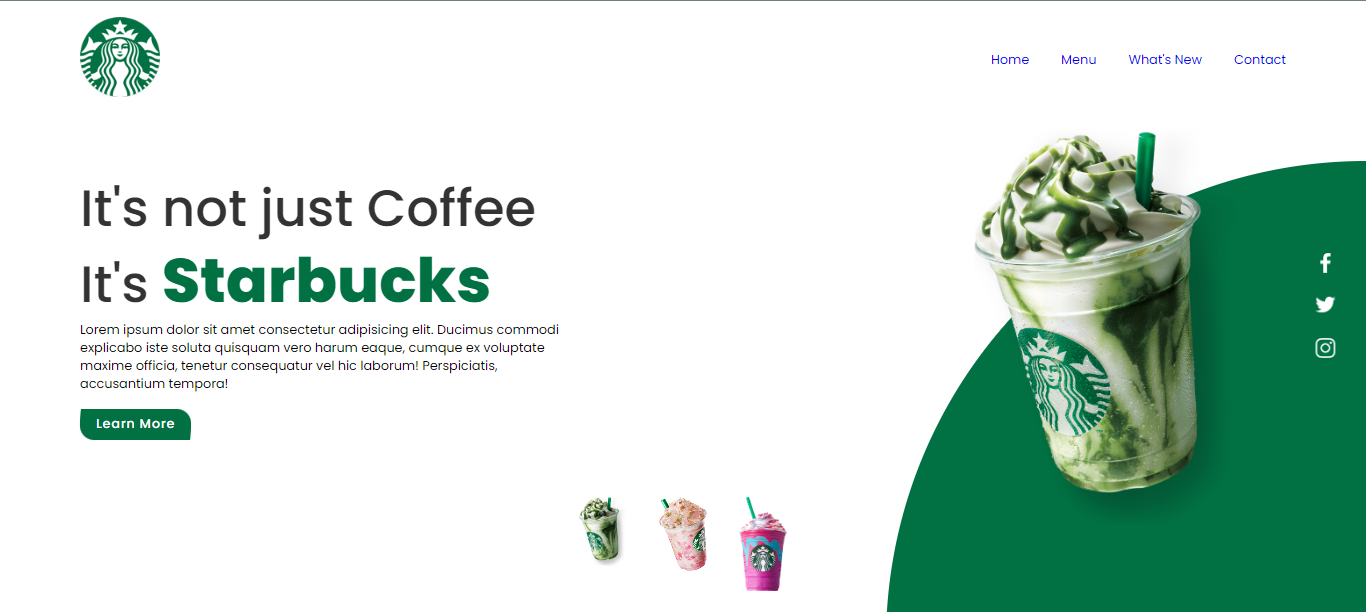 Home Menu What's New Contact
It's not just Coffee
It's Starbucks
Lorem ipsum dolor sit amet consectetur adipisicing elit. Ducimus commodi
explicabo iste soluta quisquam vero harum eaque, cumque ex voluptate
maxime officia, tenetur consequatur vel hic laborum! Perspiciatis,
accusantium tempora!
Learn More